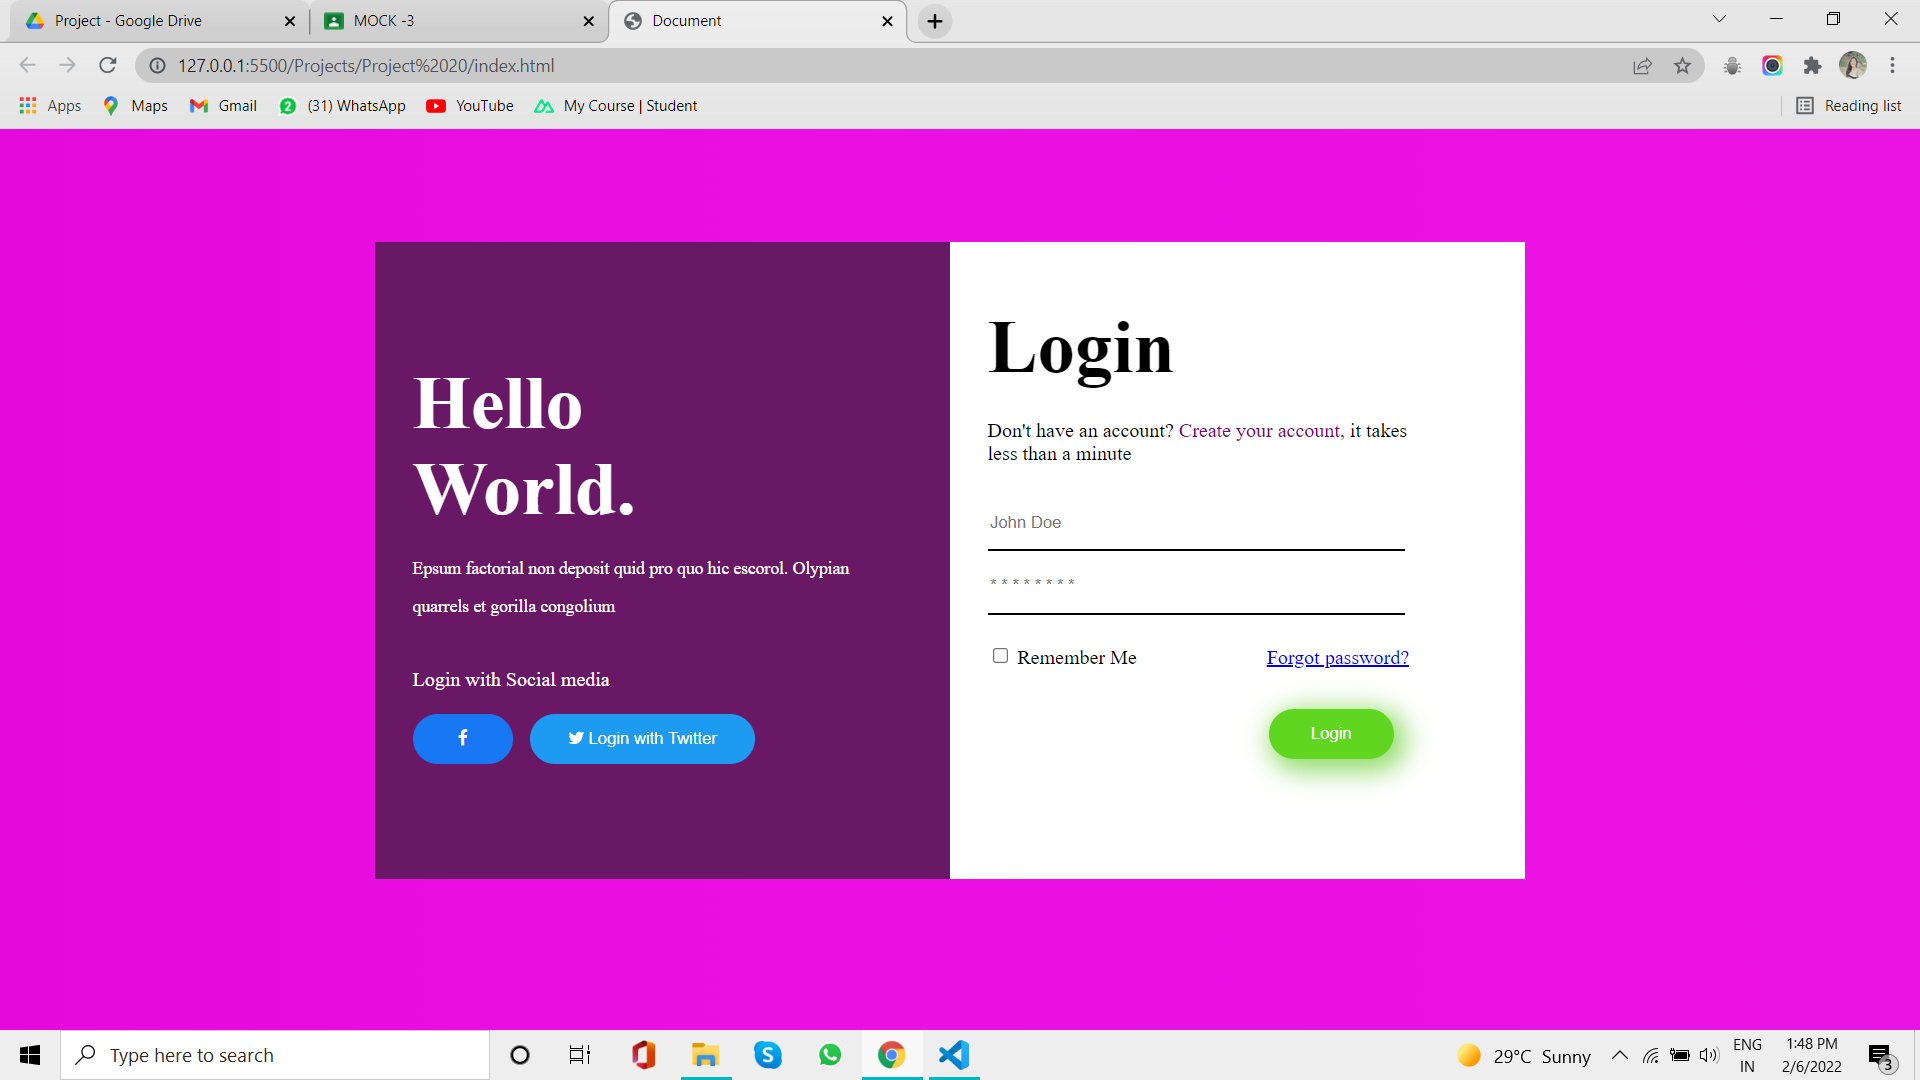 Project - Google Drive
MOCK -3
Document
127.0.0.1:5500/Projects/Project%2020/index.html
Apps
Maps
Gmail
2
(31) WhatsApp
YouTube
My Course | Student
Reading list
Hello
World.
Epsum factorial non deposit quid pro quo hic escorol. Olypian
quarrels et gorilla congolium
Login with Social media
f
Login with Twitter
Login
Don't have an account? Create your account, it takes
less than a minute
John Doe
* * * * * * * *
Remember Me
Forgot password?
Login
Type here to search
29°C Sunny
ENG
IN
1:48 PM
2/6/2022
3